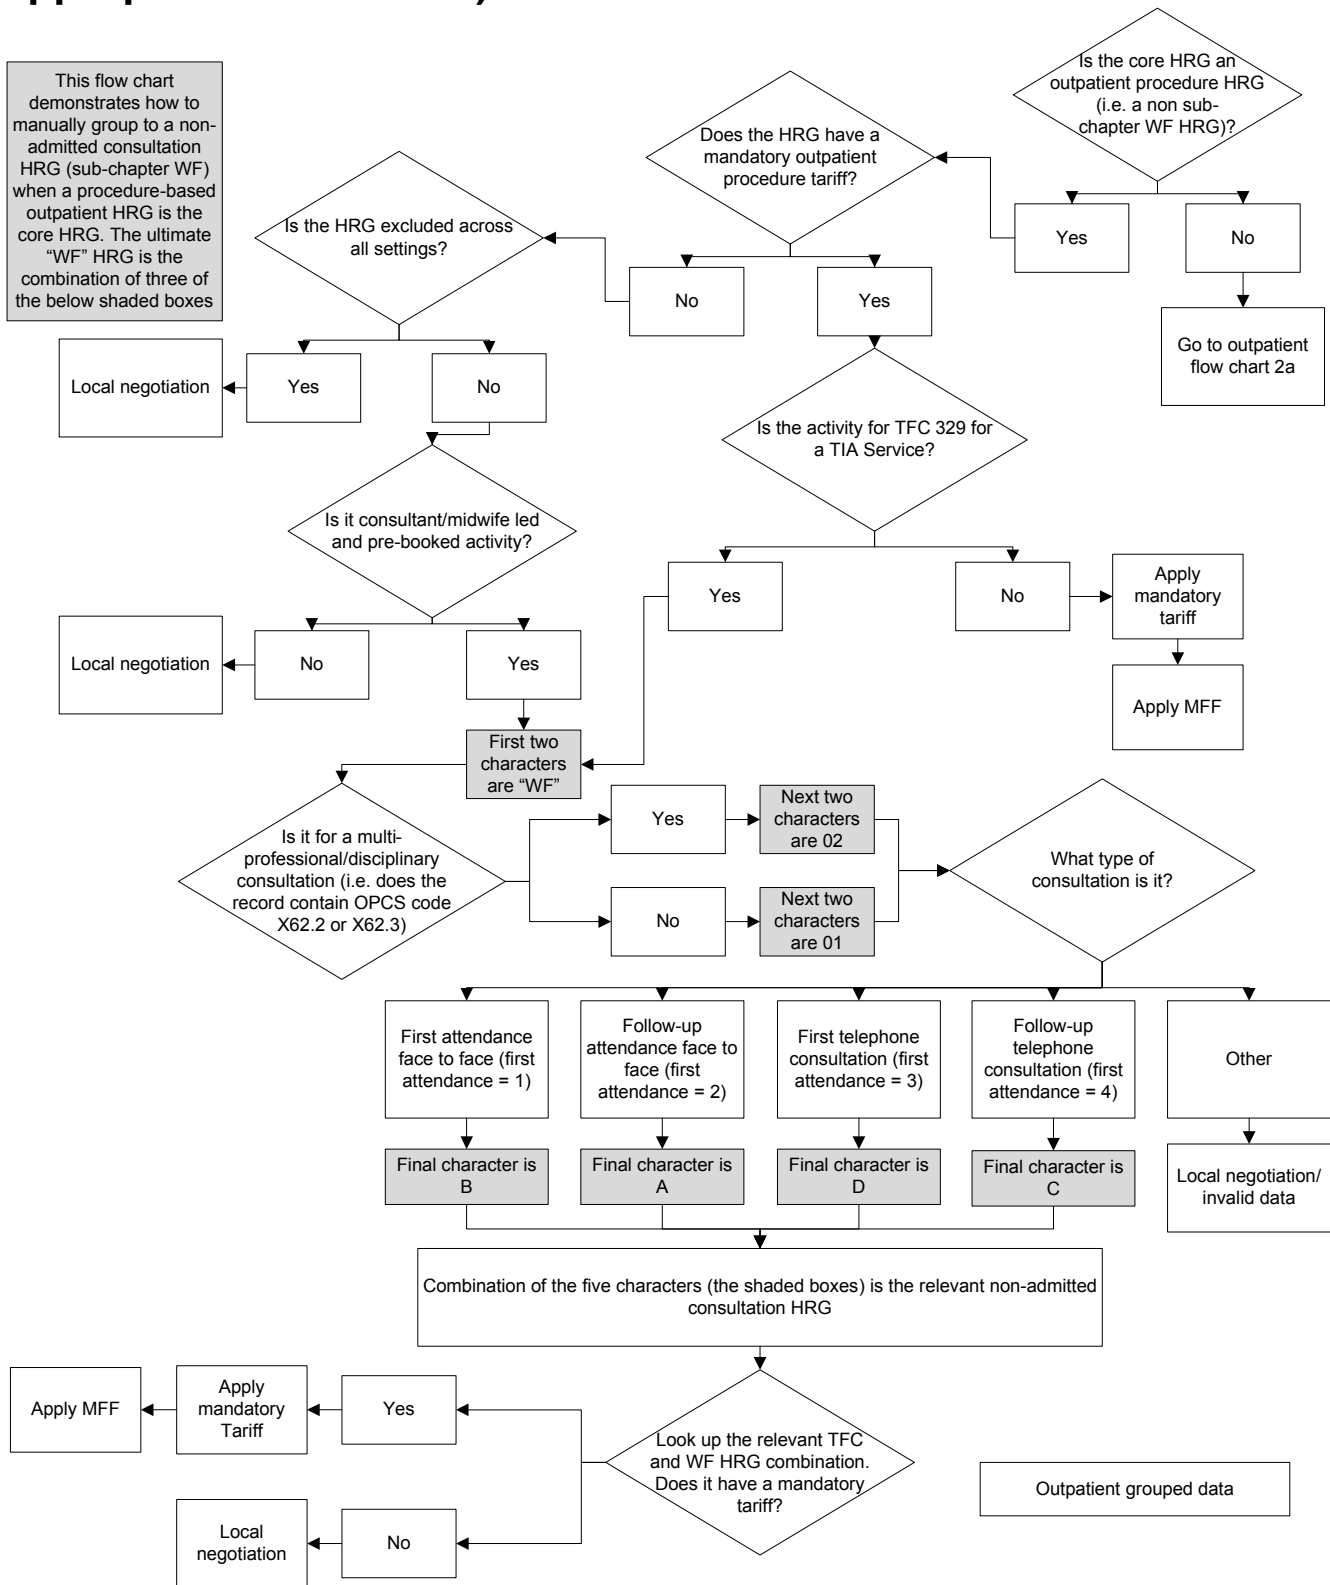 This flow chart
demonstrates how to
manually group to a non-
admitted consultation
HRG (sub-chapter WF)
when a procedure-based
outpatient HRG is the
core HRG. The ultimate
“WF” HRG is the
combination of three of
the below shaded boxes
Is the core HRG an
outpatient procedure HRG
(i.e. a non sub-
chapter WF HRG)?
Yes
No
Go to outpatient
flow chart 2a
Does the HRG have a
mandatory outpatient
procedure tariff?
No
Yes
Is the HRG excluded across
all settings?
Local negotiation
Yes
No
Is the activity for TFC 329 for
a TIA Service?
Yes
No
Apply
mandatory
tariff
Apply MFF
Is it consultant/midwife led
and pre-booked activity?
Local negotiation
No
Yes
First two
characters
are “WF”
Is it for a multi-
professional/disciplinary
consultation (i.e. does the
record contain OPCS code
X62.2 or X62.3)
Yes
Next two
characters
are 02
No
Next two
characters
are 01
What type of
consultation is it?
First attendance
face to face (first
attendance = 1)
Follow-up
attendance face to
face (first
attendance = 2)
First telephone
consultation (first
attendance = 3)
Follow-up
telephone
consultation (first
attendance = 4)
Other
Final character is
B
Final character is
A
Final character is
D
Final character is
C
Local negotiation/
invalid data
Combination of the five characters (the shaded boxes) is the relevant non-admitted
consultation HRG
Look up the relevant TFC
and WF HRG combination.
Does it have a mandatory
tariff?
Yes
Apply
mandatory
Tariff
Apply MFF
No
Local
negotiation
Outpatient grouped data